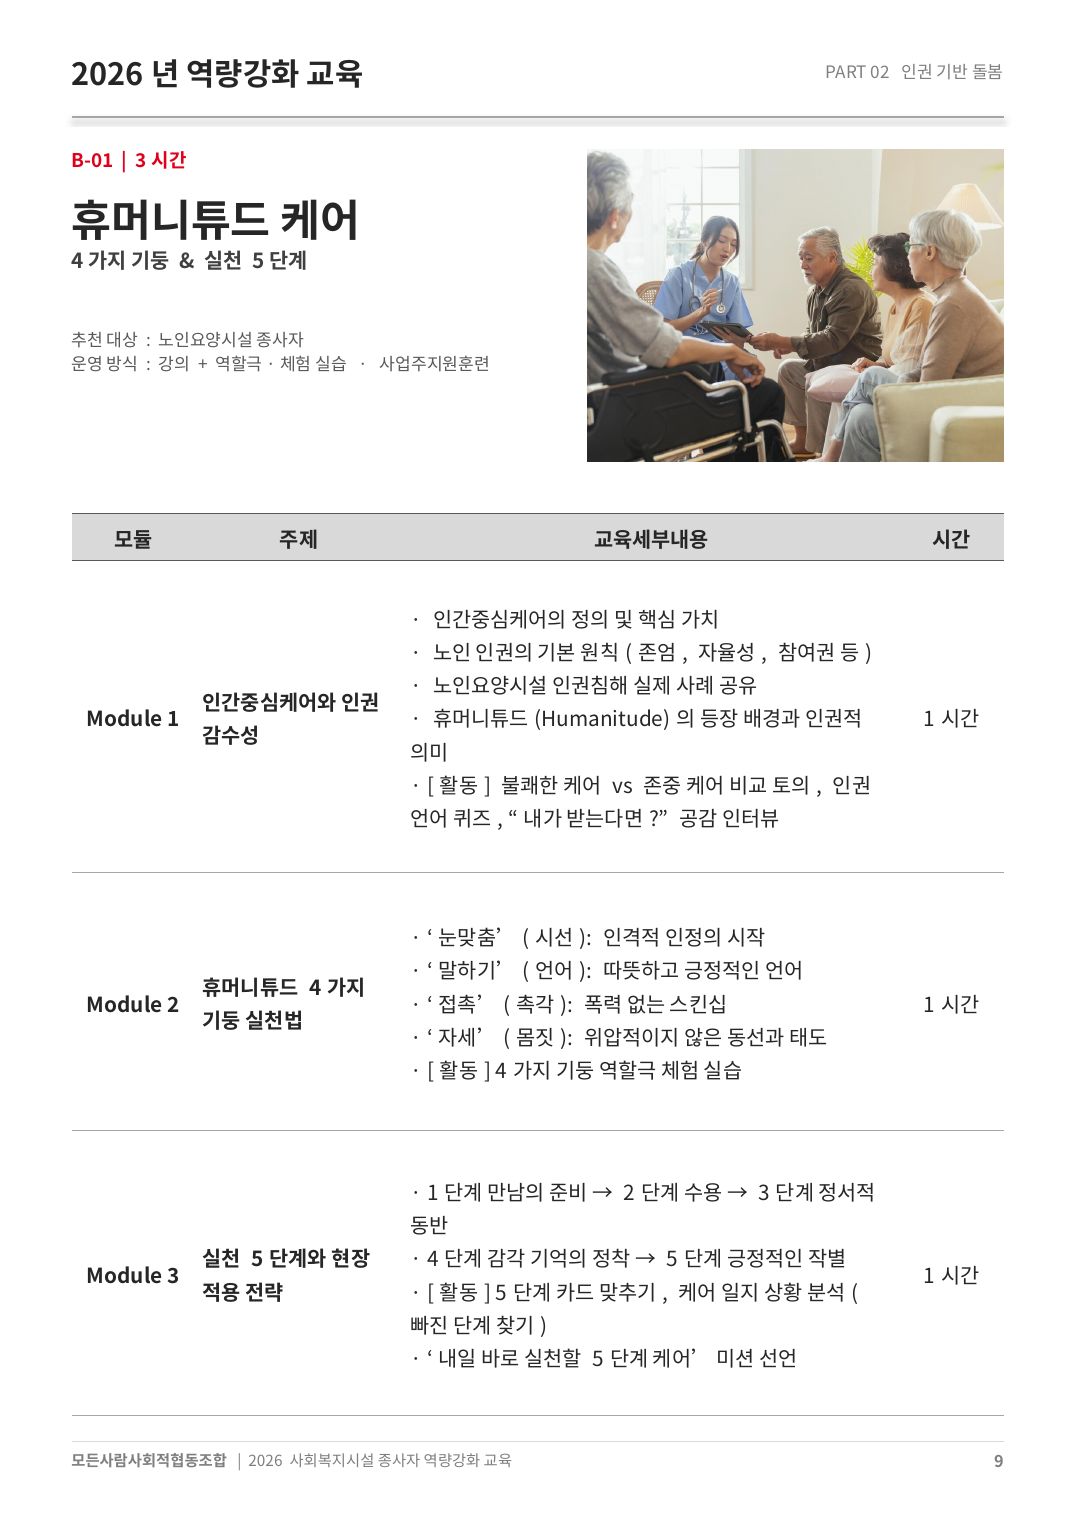 2026 년 역량강화 교육
PART 02 인권 기반 돌봄
B-01 | 3 시간
휴머니튜드 케어
4 가지 기둥 & 실천 5 단계
추천 대상 : 노인요양시설 종사자
운영 방식 : 강의 + 역할극 · 체험 실습 · 사업주지원훈련
모듈 주제 교육세부내용 시간
Module 1
인간중심케어와 인권
감수성
· 인간중심케어의 정의 및 핵심 가치
· 노인 인권의 기본 원칙 ( 존엄 , 자율성 , 참여권 등 )
· 노인요양시설 인권침해 실제 사례 공유
· 휴머니튜드 (Humanitude) 의 등장 배경과 인권적
의미
· [ 활동 ] 불쾌한 케어 vs 존중 케어 비교 토의 , 인권
언어 퀴즈 , “ 내가 받는다면 ?” 공감 인터뷰
1 시간
Module 2
휴머니튜드 4 가지
기둥 실천법
· ‘ 눈맞춤’ ( 시선 ): 인격적 인정의 시작
· ‘ 말하기’ ( 언어 ): 따뜻하고 긍정적인 언어
· ‘ 접촉’ ( 촉각 ): 폭력 없는 스킨십
· ‘ 자세’ ( 몸짓 ): 위압적이지 않은 동선과 태도
· [ 활동 ] 4 가지 기둥 역할극 체험 실습
1 시간
Module 3
실천 5 단계와 현장
적용 전략
· 1 단계 만남의 준비 → 2 단계 수용 → 3 단계 정서적
동반
· 4 단계 감각 기억의 정착 → 5 단계 긍정적인 작별
· [ 활동 ] 5 단계 카드 맞추기 , 케어 일지 상황 분석 (
빠진 단계 찾기 )
· ‘ 내일 바로 실천할 5 단계 케어’ 미션 선언
1 시간
모든사람사회적협동조합 | 2026 사회복지시설 종사자 역량강화 교육
9